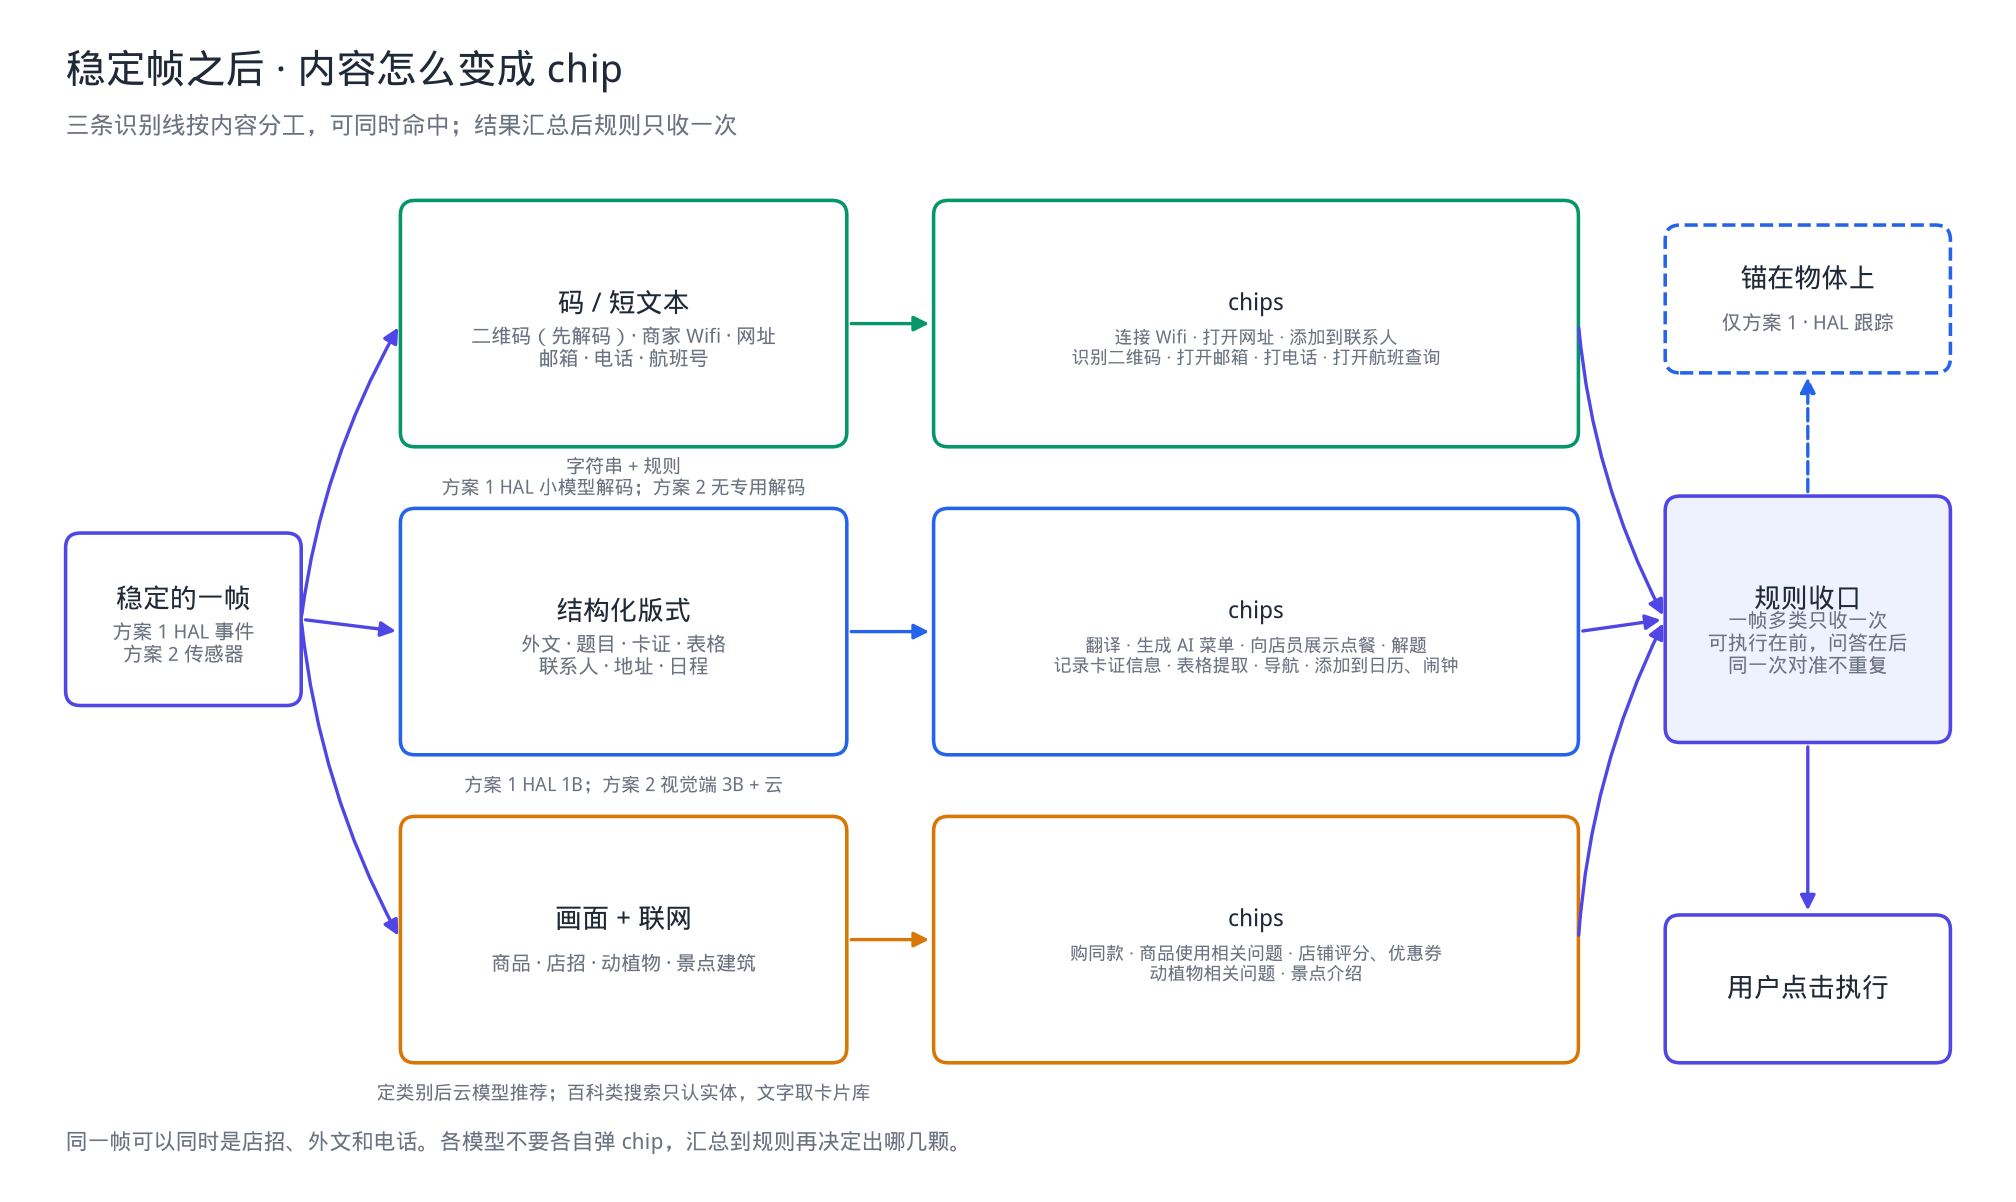 稳定帧之后 · 内容怎么变成 chip
三条识别线按内容分工，可同时命中；结果汇总后规则只收一次
稳定的一帧
方案 1 HAL 事件
方案 2 传感器
码 / 短文本
二维码（先解码）· 商家 Wifi · 网址
邮箱 · 电话 · 航班号
字符串 + 规则
方案 1 HAL 小模型解码；方案 2 无专用解码
chips
连接 Wifi · 打开网址 · 添加到联系人
识别二维码 · 打开邮箱 · 打电话 · 打开航班查询
结构化版式
外文 · 题目 · 卡证 · 表格
联系人 · 地址 · 日程
方案 1 HAL 1B；方案 2 视觉端 3B + 云
chips
翻译 · 生成 AI 菜单 · 向店员展示点餐 · 解题
记录卡证信息 · 表格提取 · 导航 · 添加到日历、闹钟
画面 + 联网
商品 · 店招 · 动植物 · 景点建筑
定类别后云模型推荐；百科类搜索只认实体，文字取卡片库
chips
购同款 · 商品使用相关问题 · 店铺评分、优惠券
动植物相关问题 · 景点介绍
锚在物体上
仅方案 1 · HAL 跟踪
规则收口
一帧多类只收一次
可执行在前，问答在后
同一次对准不重复
用户点击执行
同一帧可以同时是店招、外文和电话。各模型不要各自弹 chip，汇总到规则再决定出哪几颗。